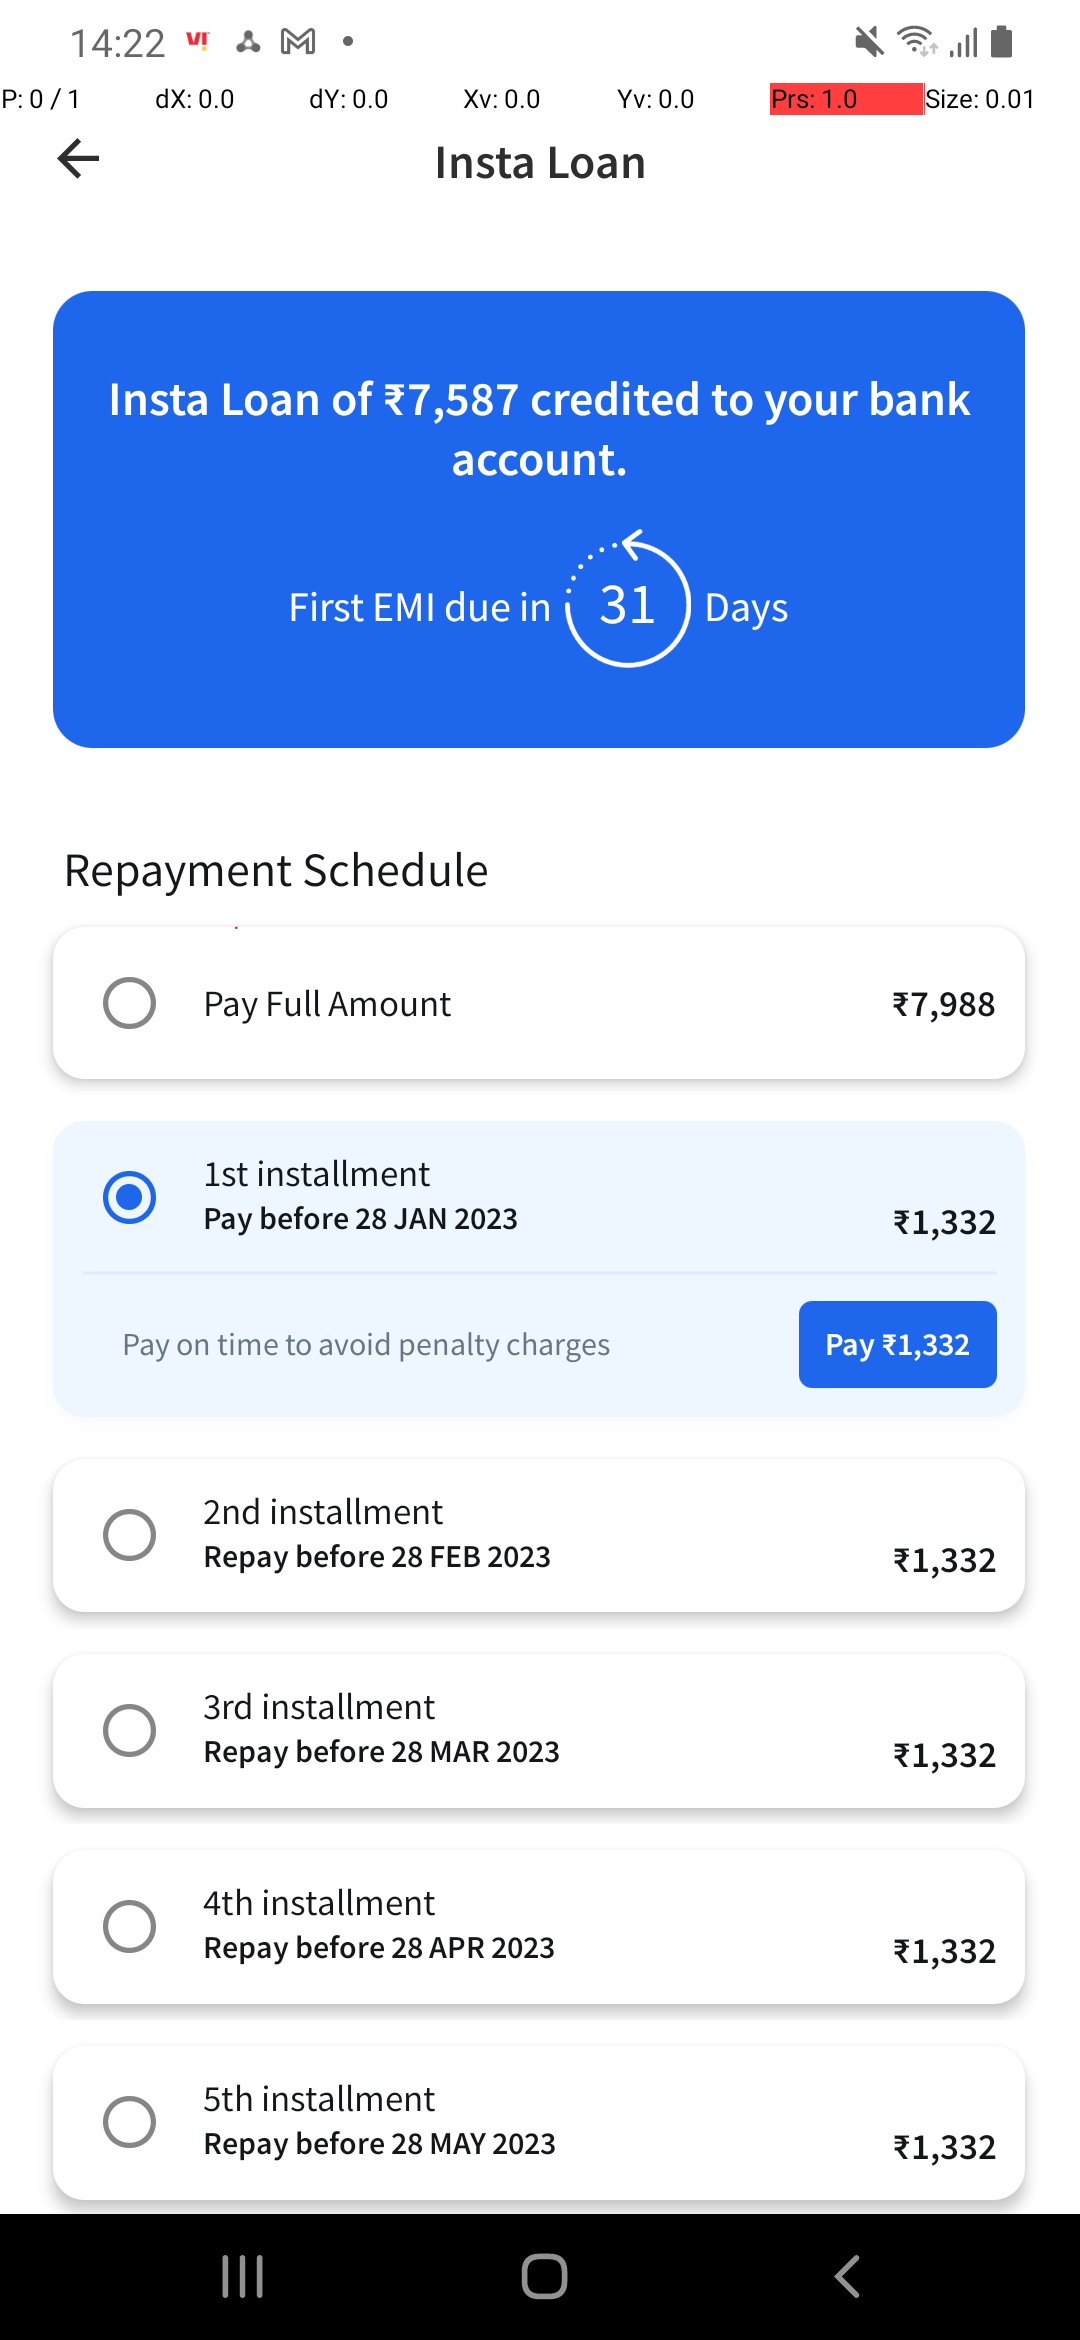 14:22
P: 0 / 1 dX: 0.0 dY: 0.0 Xv: 0.0 Yv: 0.0 Prs: 1.0 Size: 0.01
Insta Loan
Insta Loan of ₹7,587 credited to your bank
account.
First EMI due in 31 Days
Repayment Schedule
Pay Full Amount ₹7,988
1st installment
Pay before 28 JAN 2023 ₹1,332
Pay on time to avoid penalty charges Pay ₹1,332
2nd installment
Repay before 28 FEB 2023 ₹1,332
3rd installment
Repay before 28 MAR 2023 ₹1,332
4th installment
Repay before 28 APR 2023 ₹1,332
5th installment
Repay before 28 MAY 2023 ₹1,332